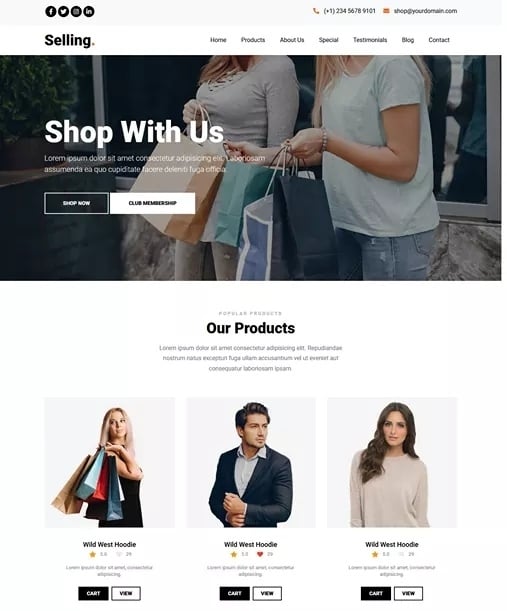 (+1) 234 5678 9101 shop@yourdomain.com
Selling. Home Products About Us Special Testimonials Blog Contact
Shop With Us
Lorem ipsum dolor sit amet consectetur adipisicing elit. Laboriosam
assumenda ea quo cupiditate facere deleniti fuga officia.
SHOP NOW CLUB MEMBERSHIP
POPULAR PRODUCTS
Our Products
Lorem ipsum dolor sit amet consectetur adipisicing elit. Repudiandae
nostrum natus excepturi fuga ullam accusantium vel ut eveniet aut
consequatur laboriosam ipsam.
Wild West Hoodie Wild West Hoodie Wild West Hoodie
5.0 29 5.0 29 5.0 29
Lorem ipsum dolor sit amet consectetur Lorem ipsum dolor sit amet consectetur Lorem ipsum dolor sit amet consectetur
adipisicing. adipisicing. adipisicing.
CART VIEW CART VIEW CART VIEW